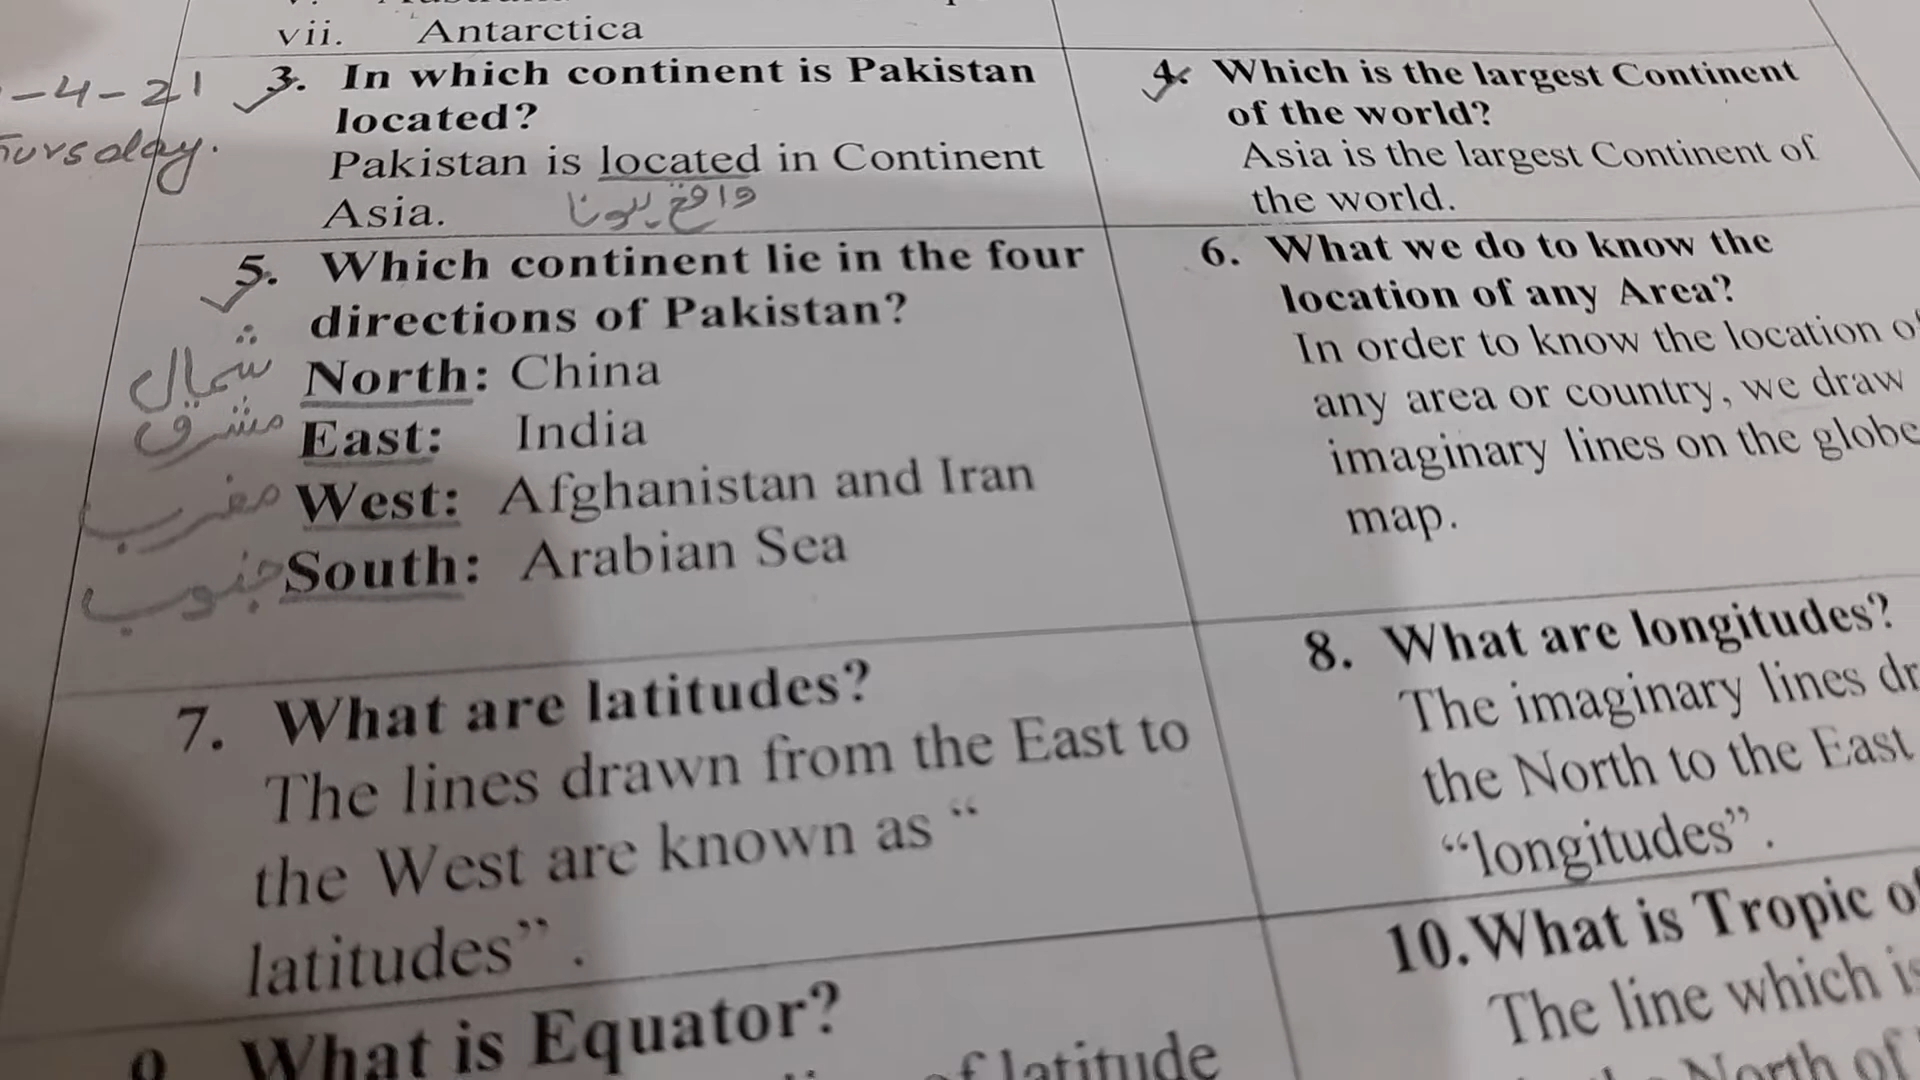 vii. Antarctica
-4-21
3. In which continent is Pakistan
located?
Pakistan is located in Continent
واقع ہونا
Asia.
4. Which is the largest Continent
of the world?
Asia is the largest Continent of
the world.
5. Which continent lie in the four
directions of Pakistan?
شمال North: China
مشرق East: India
مغرب West: Afghanistan and Iran
جنوب South: Arabian Sea
6. What we do to know the
location of any Area?
In order to know the location of
any area or country, we draw
imaginary lines on the globe
map.
7. What are latitudes?
The lines drawn from the East to
the West are known as “
latitudes”.
8. What are longitudes?
The imaginary lines dr
the North to the East
“longitudes”.
What is Equator?
of latitude
10. What is Tropic of
The line which is
North of